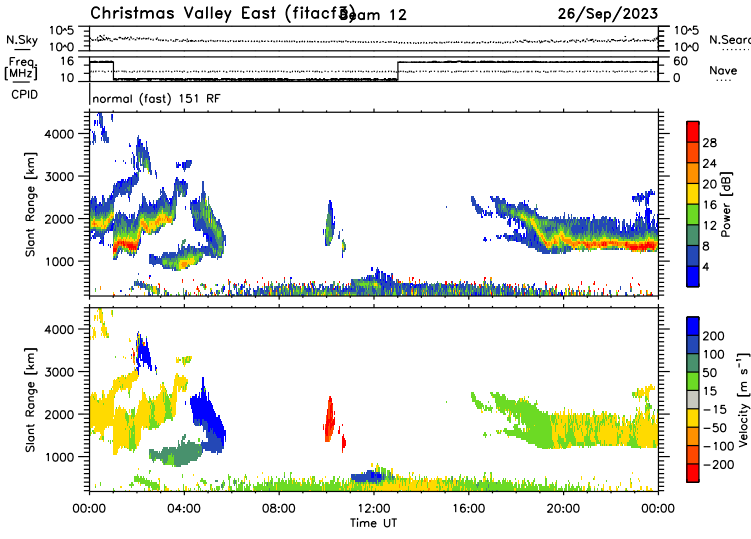 Christmas Valley East (fitacf3) Beam 12 26/Sep/2023
N.Sky 10^5 10^0 10^5 10^0 N.Searc
Freq. [MHz] 16 10 60 0 Nave
CPID normal (fast) 151 RF
Slant Range [km] 4000 3000 2000 1000
28 24 20 16 12 8 4 Power [dB]
Slant Range [km] 4000 3000 2000 1000
200 100 50 15 -15 -50 -100 -200 Velocity [m s⁻¹]
00:00 04:00 08:00 12:00 16:00 20:00 00:00
Time UT